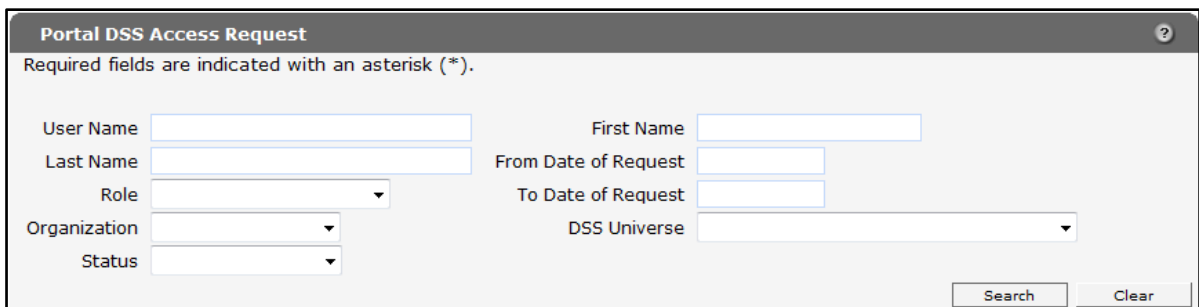 Portal DSS Access Request ?
Required fields are indicated with an asterisk (*).
User Name First Name
Last Name From Date of Request
Role To Date of Request
Organization DSS Universe
Status
Search Clear